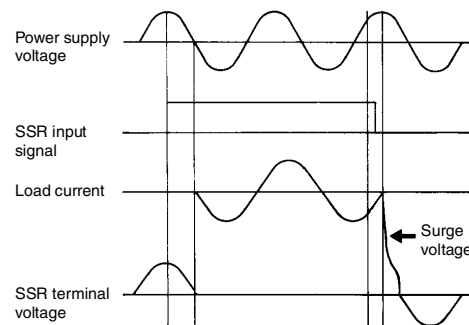 Power supply
voltage
SSR input
signal
Load current
Surge
voltage
SSR terminal
voltage